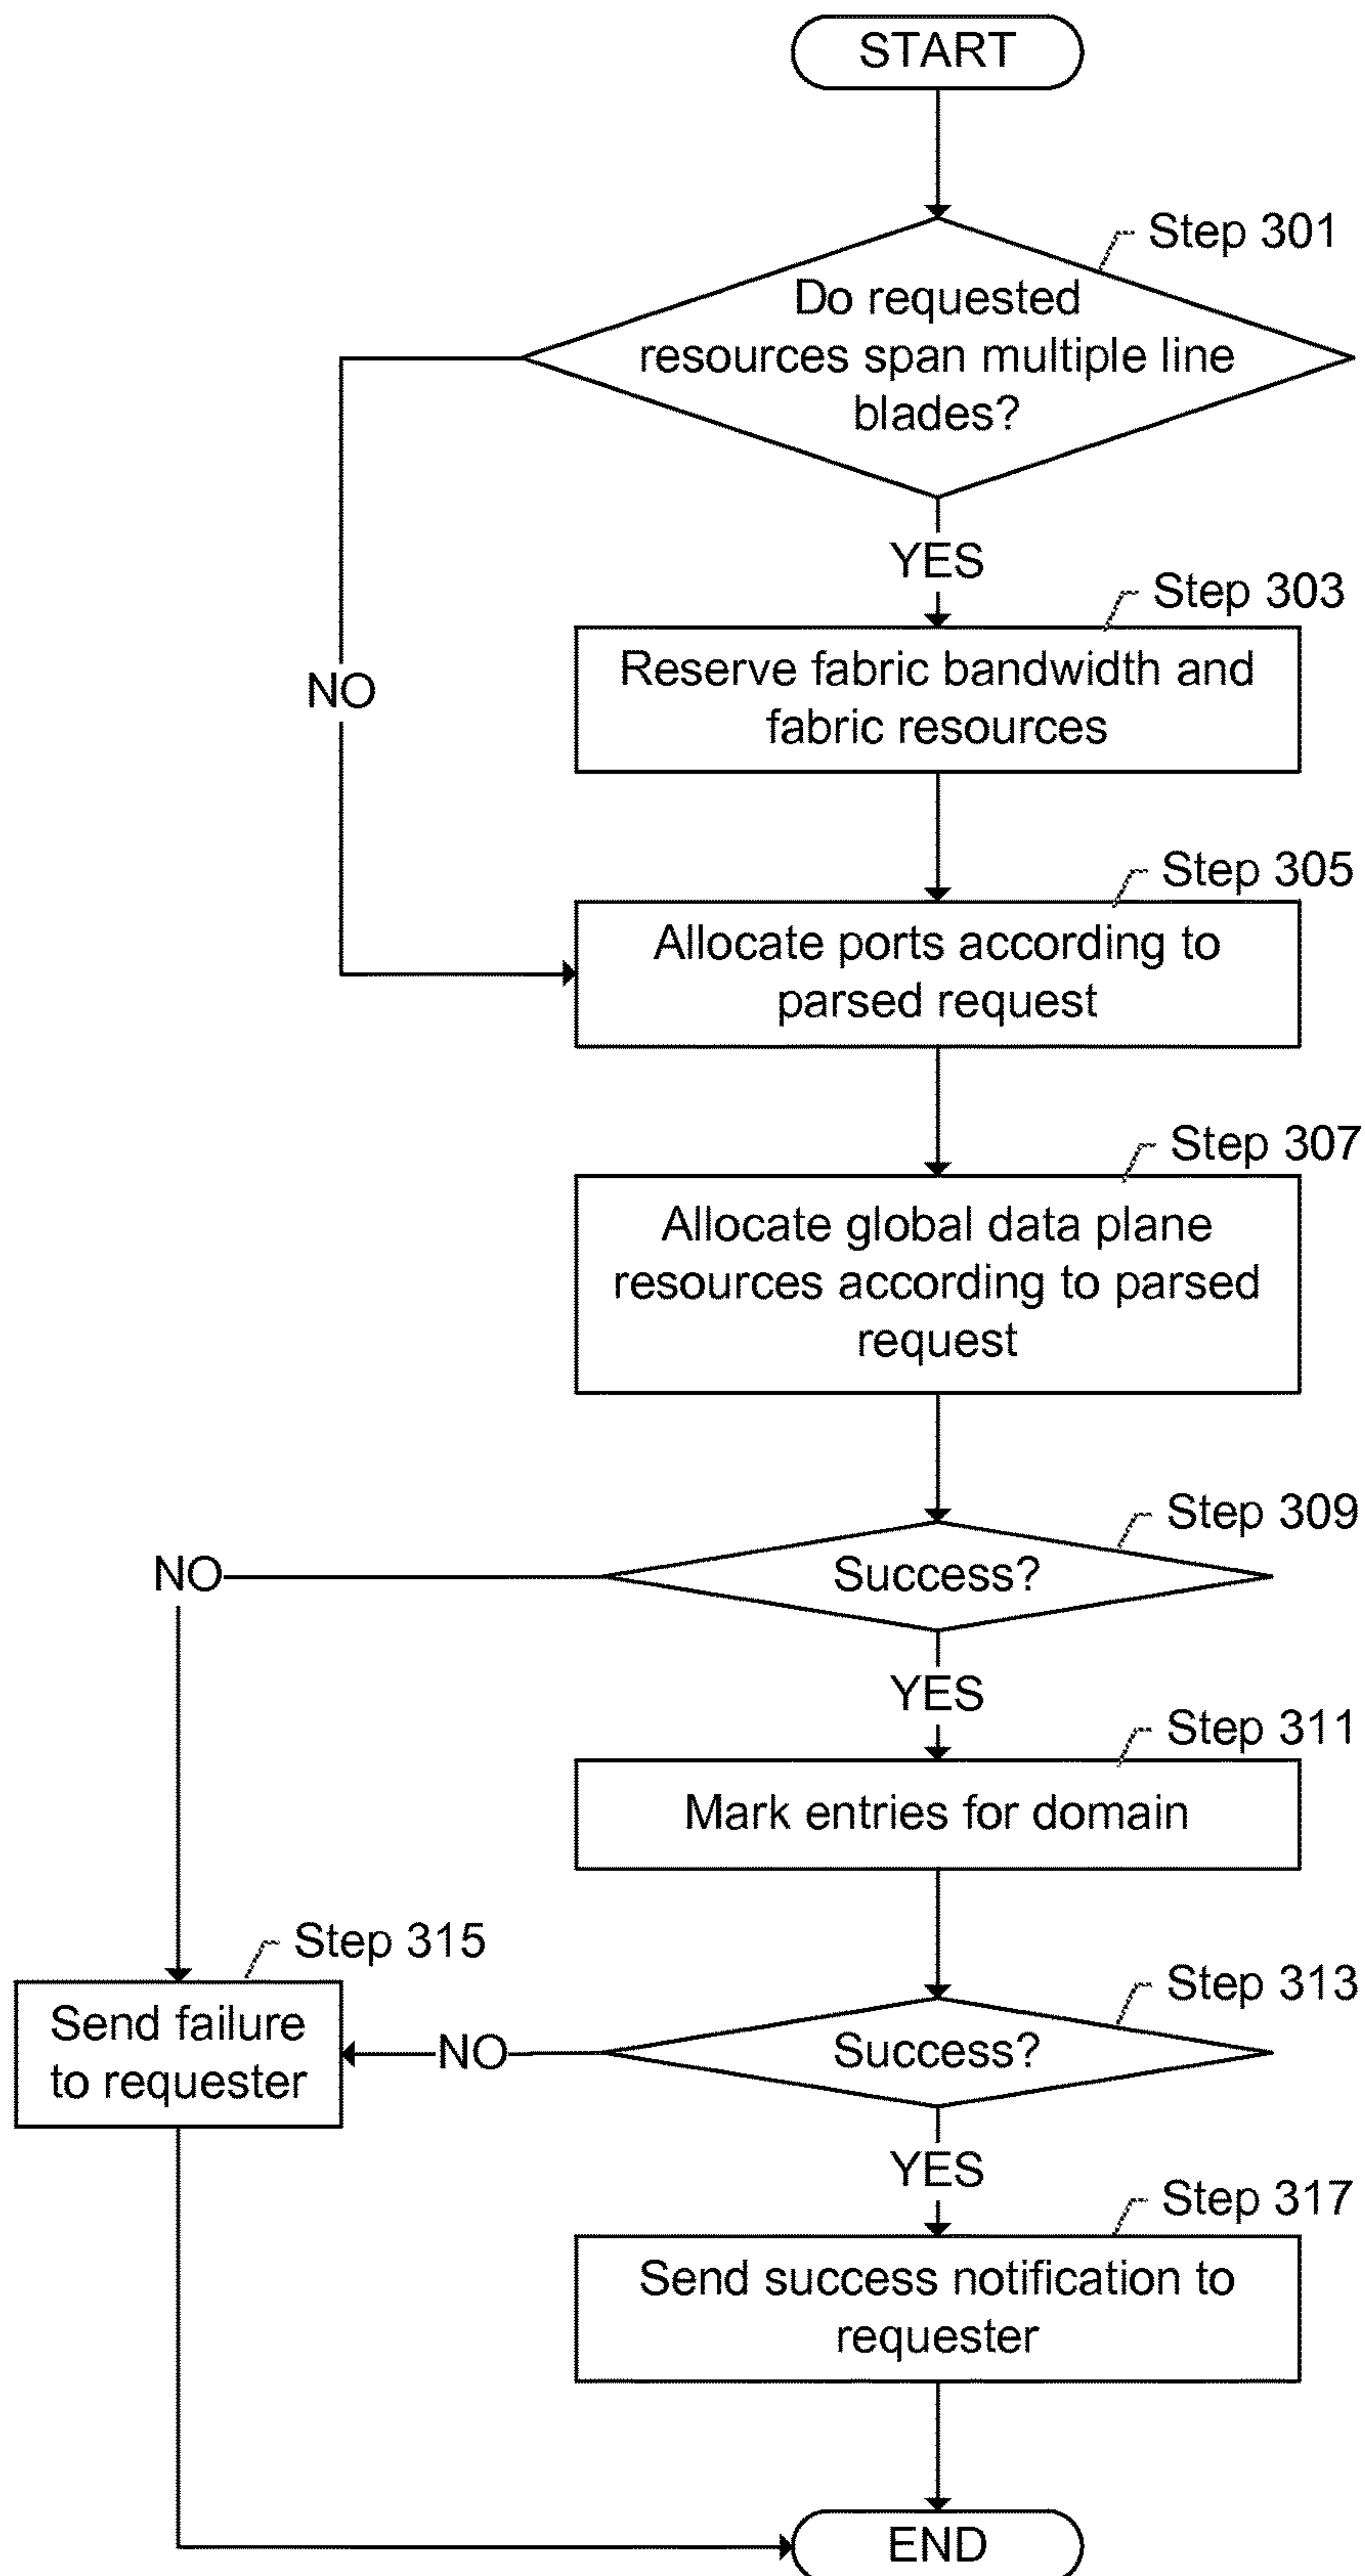 START
Step 301
Do requested
resources span multiple line
blades?
YES
Step 303
Reserve fabric bandwidth and
fabric resources
NO
Step 305
Allocate ports according to
parsed request
Step 307
Allocate global data plane
resources according to parsed
request
Step 309
NO
Success?
YES
Step 311
Mark entries for domain
Step 315
Send failure
to requester
Step 313
NO
Success?
YES
Step 317
Send success notification to
requester
END